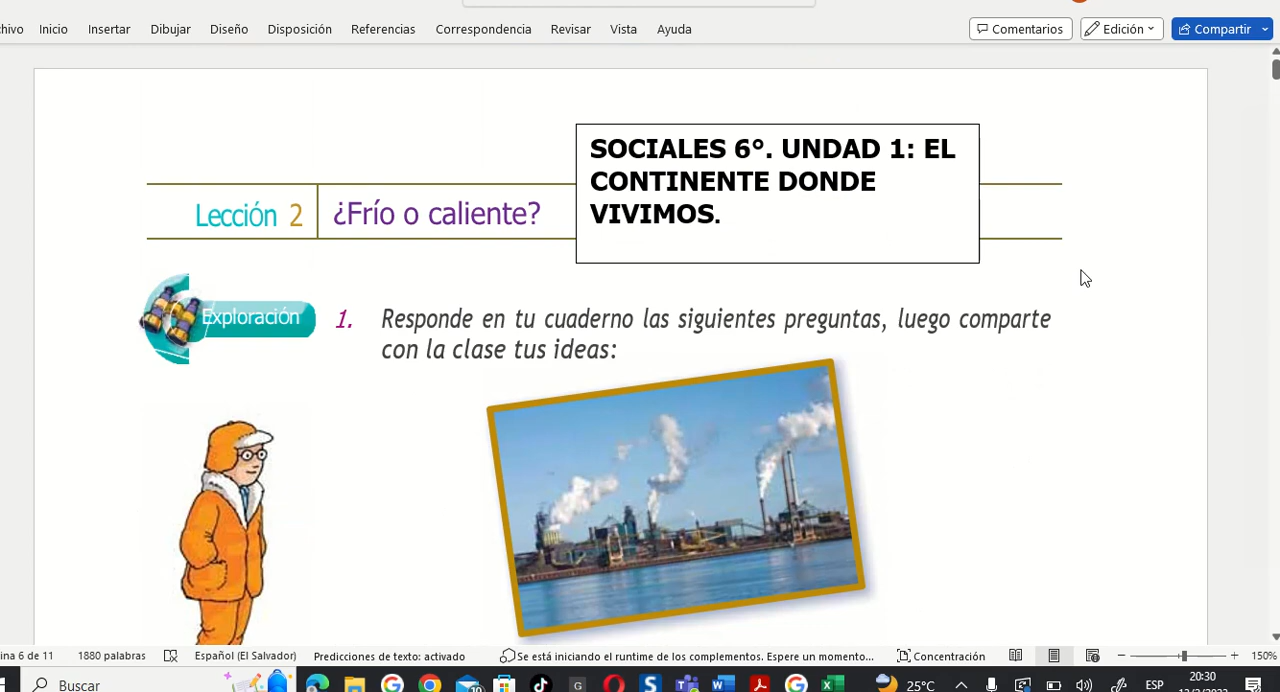 hivo Inicio Insertar Dibujar Diseño Disposición Referencias Correspondencia Revisar Vista Ayuda Comentarios Edición Compartir
SOCIALES 6°. UNDAD 1: EL
CONTINENTE DONDE
VIVIMOS.
Lección 2 ¿Frío o caliente?
Exploración
1. Responde en tu cuaderno las siguientes preguntas, luego comparte
con la clase tus ideas:
ina 6 de 11 1880 palabras Español (El Salvador) Predicciones de texto: activado Se está iniciando el runtime de los complementos. Espere un momento... Concentración 150%
Buscar 25°C ESP 20:30